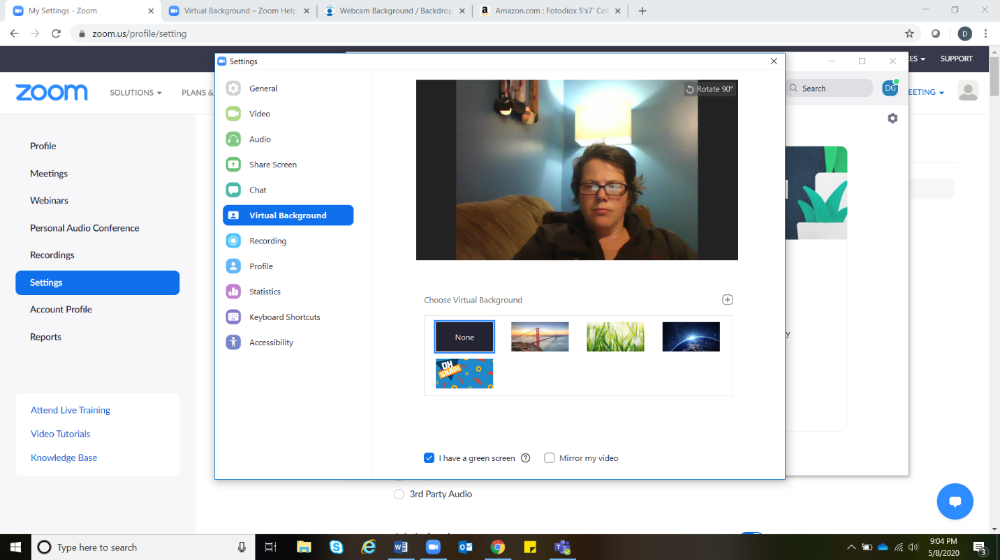 My Settings - Zoom
Virtual Background – Zoom Help
Webcam Background / Backdrop
Amazon.com : Fotodiox 5'x7' Coll
zoom.us/profile/setting
D
zoom
SOLUTIONS
PLANS &
SUPPORT
Search
DG
EETING
Profile
Meetings
Webinars
Personal Audio Conference
Recordings
Settings
Account Profile
Reports
Attend Live Training
Video Tutorials
Knowledge Base
Settings
General
Video
Audio
Share Screen
Chat
Virtual Background
Recording
Profile
Statistics
Keyboard Shortcuts
Accessibility
Rotate 90°
Choose Virtual Background
None
OH SNAP!
I have a green screen
Mirror my video
3rd Party Audio
Type here to search
9:04 PM
5/8/2020
3